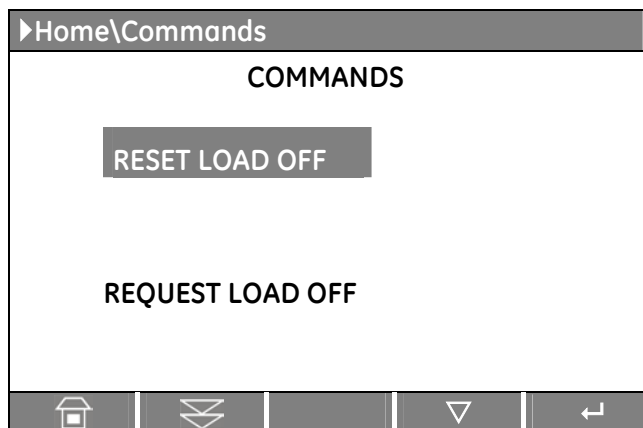 Home\Commands
COMMANDS
RESET LOAD OFF
REQUEST LOAD OFF